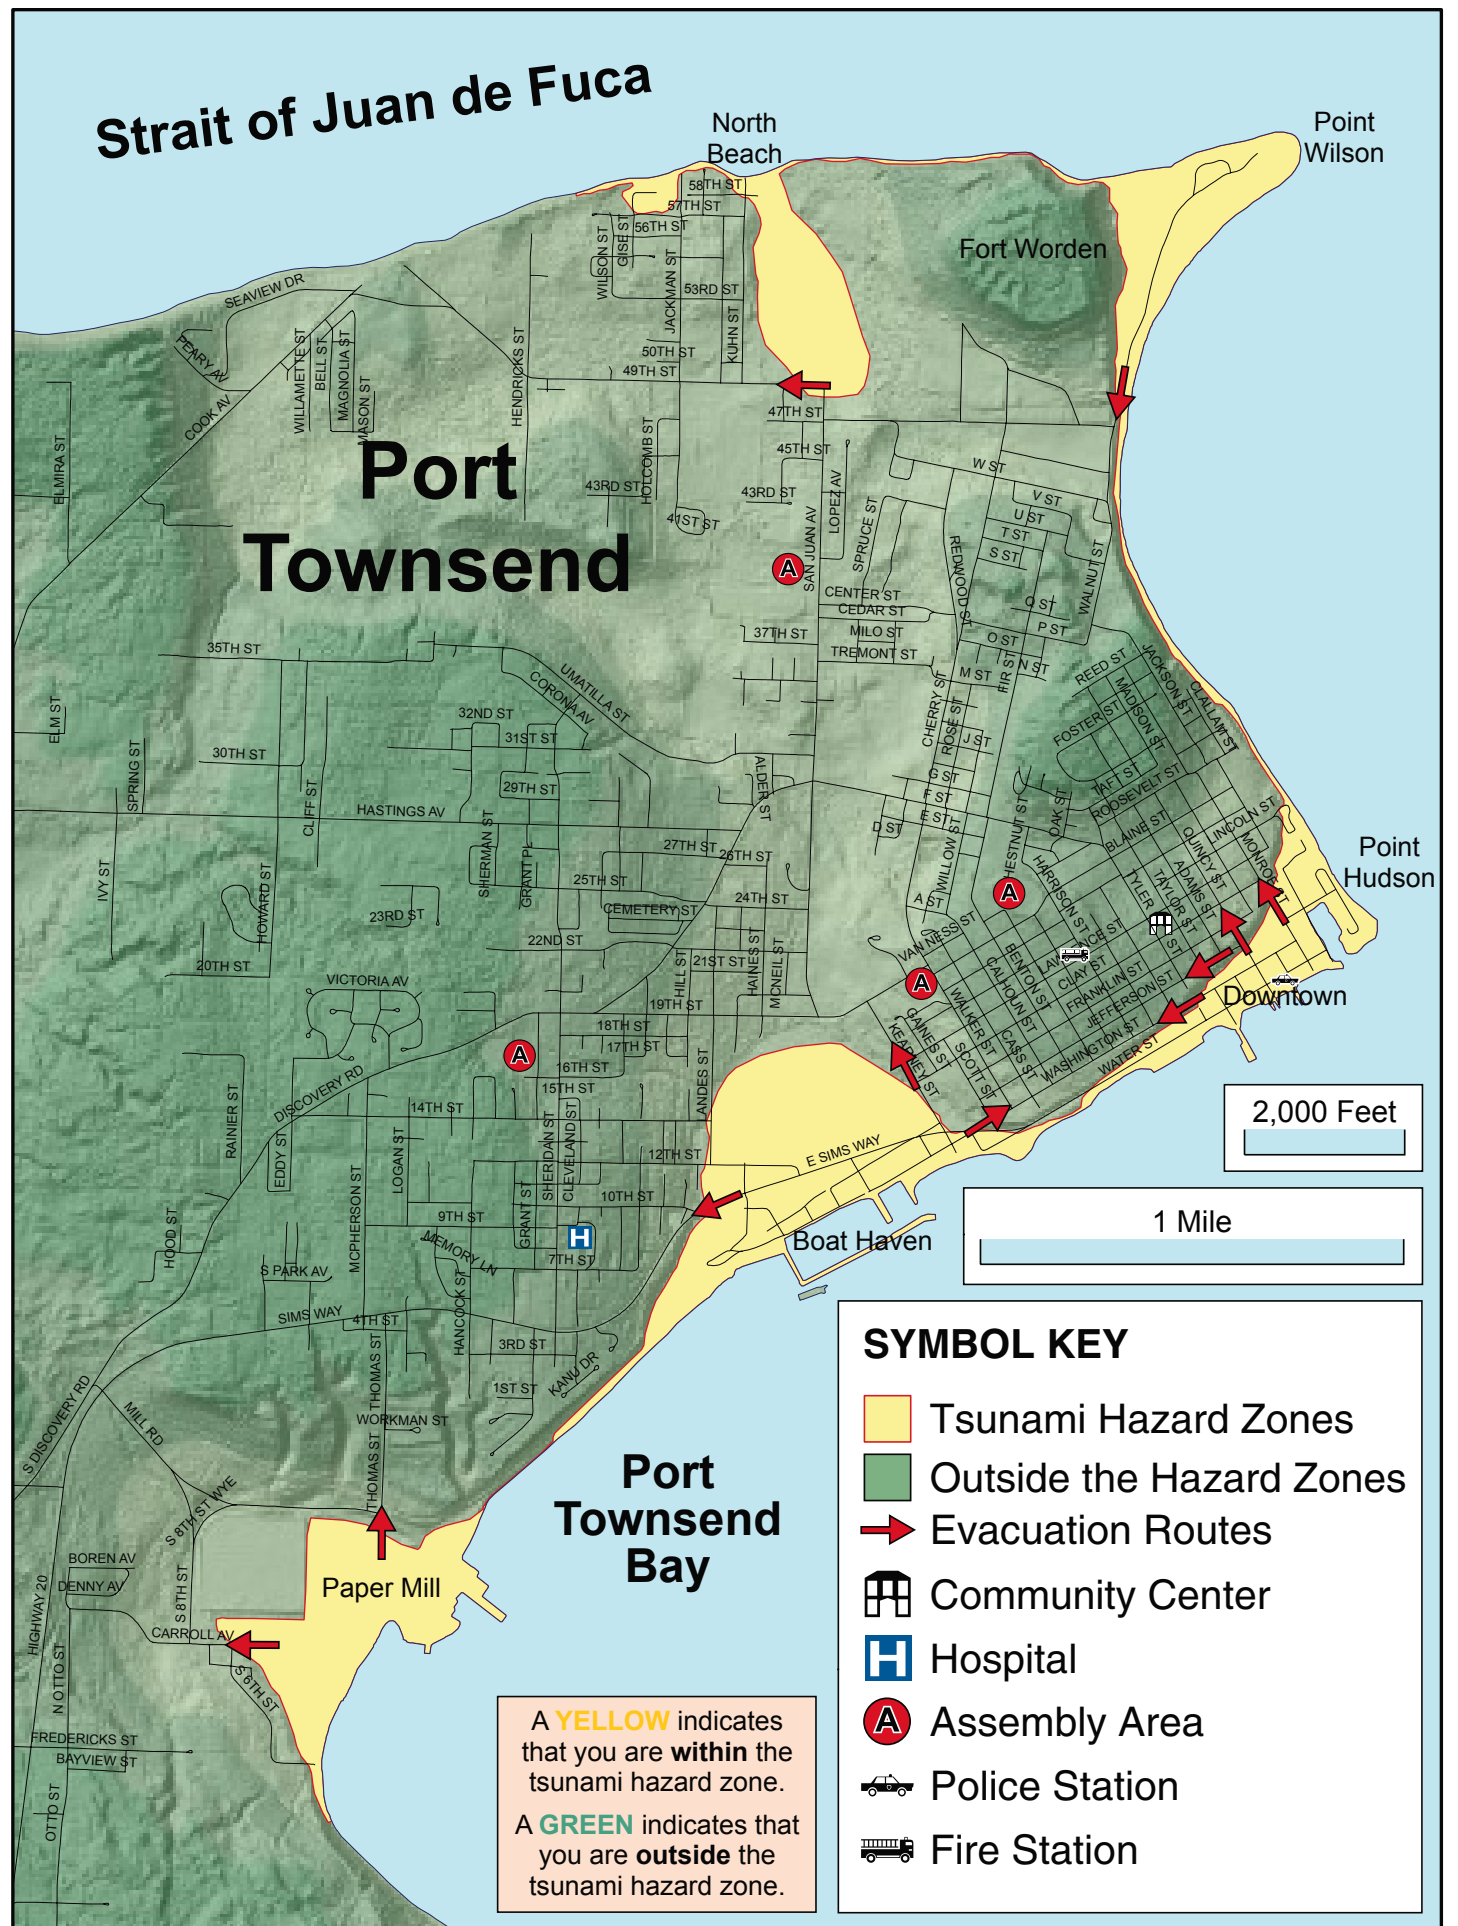 Strait of Juan de Fuca
North
Beach
Point
Wilson
58TH ST
57TH ST
56TH ST
WILSON ST
GISE ST
Fort Worden
SEAVIEW DR
JACKMAN ST
53RD ST
KUHN ST
PEARY AV
WILLAMETTE ST
BELL ST
MAGNOLIA ST
MASON ST
HENDRICKS ST
50TH ST
49TH ST
COOK AV
47TH ST
ELMIRA ST
Port
Townsend
HOLCOMB ST
45TH ST
43RD ST
43RD ST
41ST ST
LOPEZ AV
SAN JUAN AV
SPRUCE ST
W ST
V ST
U ST
T ST
S ST
REDWOOD ST
WALNUT ST
A
CENTER ST
CEDAR ST
Q ST
P ST
37TH ST
MILO ST
TREMONT ST
O ST
N ST
M ST
FIR ST
35TH ST
UMATILLA ST
CORONA AV
REED ST
JACKSON ST
CLALLAM ST
MADISON ST
FOSTER ST
CHERRY ST
ROSE ST
J ST
ELM ST
32ND ST
31ST ST
30TH ST
SPRING ST
29TH ST
ALDER ST
G ST
F ST
E ST
D ST
TAFT ST
ROOSEVELT ST
CLIFF ST
HASTINGS AV
SHERMAN ST
GRANT PL
27TH ST
26TH ST
WILLOW ST
CHESTNUT ST
OAK ST
BLAINE ST
LINCOLN ST
QUINCY ST
MONROE ST
Point
Hudson
IVY ST
HOWARD ST
25TH ST
24TH ST
CEMETERY ST
23RD ST
22ND ST
A ST
A
HARRISON ST
TYLER ST
TAYLOR ST
ADAMS ST
20TH ST
VICTORIA AV
21ST ST
HILL ST
HAINES ST
MCNEIL ST
19TH ST
VAN NESS ST
A
BENTON ST
CALHOUN ST
LAWRENCE ST
CLAY ST
FRANKLIN ST
JEFFERSON ST
Downtown
WALKER ST
GAINES ST
KEARNEY ST
SCOTT ST
CASS ST
WASHINGTON ST
WATER ST
18TH ST
17TH ST
A
16TH ST
15TH ST
14TH ST
ANDES ST
DISCOVERY RD
RAINIER ST
EDDY ST
MCPHERSON ST
LOGAN ST
SHERIDAN ST
CLEVELAND ST
12TH ST
E SIMS WAY
10TH ST
GRANT ST
9TH ST
MEMORY LN
H
7TH ST
Boat Haven
HOOD ST
S PARK AV
HANCOCK ST
SIMS WAY
4TH ST
3RD ST
THOMAS ST
KANU DR
1ST ST
WORKMAN ST
S DISCOVERY RD
MILL RD
THOMAS ST
S 8TH ST WYE
Port
Townsend
Bay
BOREN AV
DENNY AV
S 8TH ST
Paper Mill
HIGHWAY 20
CARROLL AV
N OTTO ST
S 6TH ST
FREDERICKS ST
BAYVIEW ST
OTTO ST
2,000 Feet
1 Mile
SYMBOL KEY
Tsunami Hazard Zones
Outside the Hazard Zones
Evacuation Routes
Community Center
H Hospital
A Assembly Area
Police Station
Fire Station
A YELLOW indicates
that you are within the
tsunami hazard zone.
A GREEN indicates that
you are outside the
tsunami hazard zone.